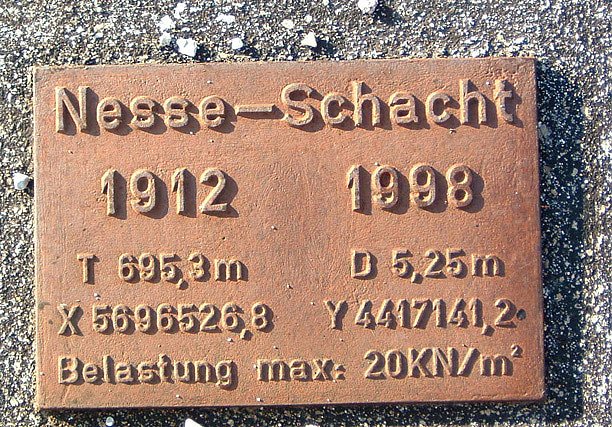 Nesse-Schacht
1912 1998
T 695,3m D 5,25m
X 5696526,8 Y 4417141,2
Belastung max: 20KN/m²